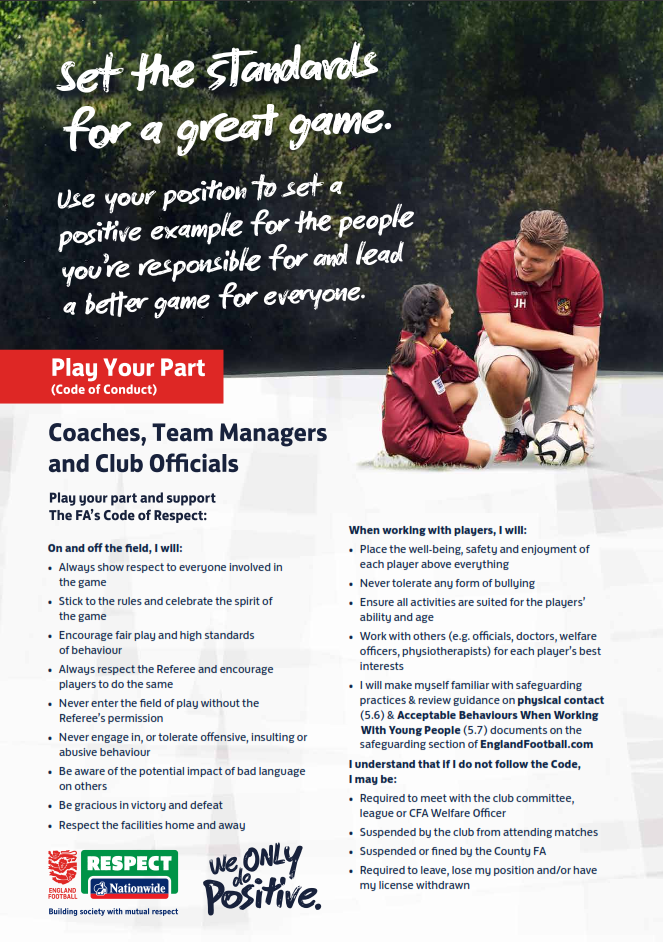 Set the standards
for a great game.
Use your position to set a
positive example for the people
you're responsible for and lead
a better game for everyone.
JH
Play Your Part
(Code of Conduct)
Coaches, Team Managers
and Club Officials
Play your part and support
The FA's Code of Respect:
On and off the field, I will:
• Always show respect to everyone involved in
the game
• Stick to the rules and celebrate the spirit of
the game
• Encourage fair play and high standards
of behaviour
• Always respect the Referee and encourage
players to do the same
• Never enter the field of play without the
Referee's permission
• Never engage in, or tolerate offensive, insulting or
abusive behaviour
• Be aware of the potential impact of bad language
on others
• Be gracious in victory and defeat
• Respect the facilities home and away
When working with players, I will:
• Place the well-being, safety and enjoyment of
each player above everything
• Never tolerate any form of bullying
• Ensure all activities are suited for the players'
ability and age
• Work with others (e.g. officials, doctors, welfare
officers, physiotherapists) for each player's best
interests
• I will make myself familiar with safeguarding
practices & review guidance on physical contact
(5.6) & Acceptable Behaviours When Working
With Young People (5.7) documents on the
safeguarding section of EnglandFootball.com
I understand that if I do not follow the Code,
I may be:
• Required to meet with the club committee,
league or CFA Welfare Officer
• Suspended by the club from attending matches
• Suspended or fined by the County FA
• Required to leave, lose my position and/or have
my license withdrawn
ENGLAND
FOOTBALL
RESPECT
Nationwide
Building society with mutual respect
we ONLY
do
Positive.